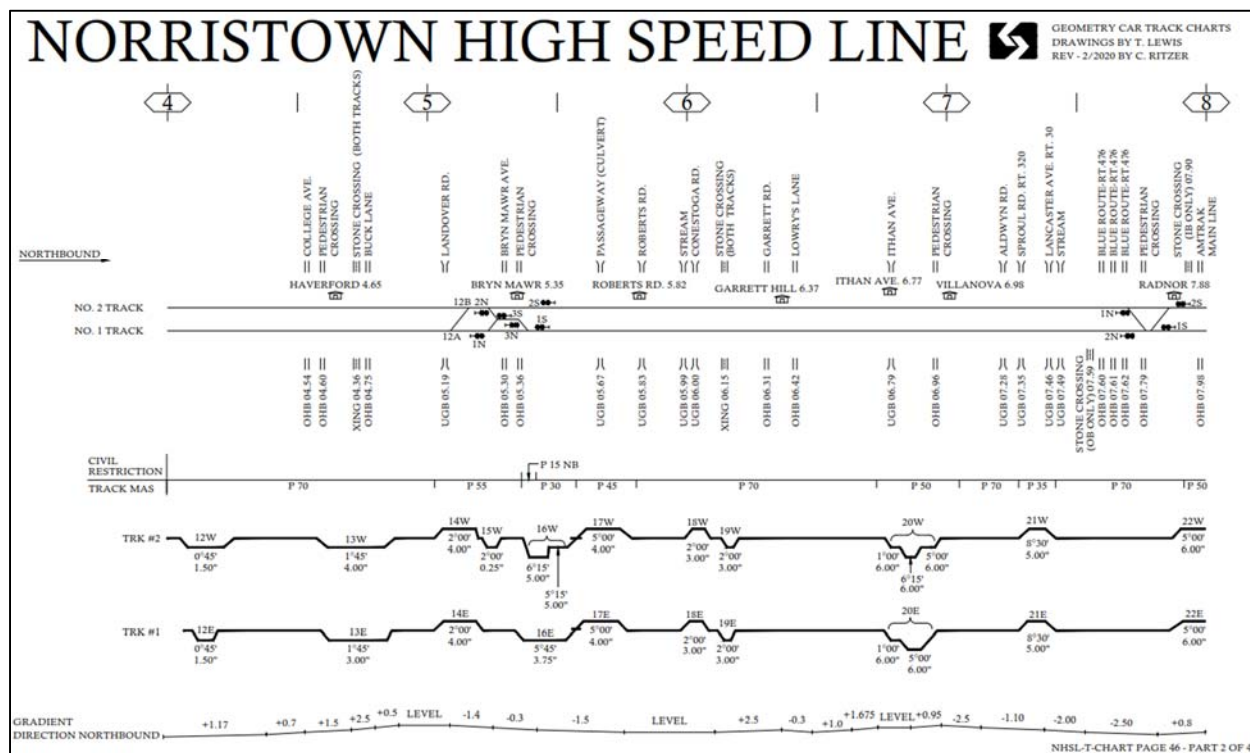 NORRISTOWN HIGH SPEED LINE
GEOMETRY CAR TRACK CHARTS
DRAWINGS BY T. LEWIS
REV - 2/2020 BY C. RITZER
4
5
6
7
8
COLLEGE AVE.
PEDESTRIAN
CROSSING
STONE CROSSING (BOTH TRACKS)
BUCK LANE
LANDOVER RD.
BRYN MAWR AVE.
PEDESTRIAN
CROSSING
PASSAGEWAY (CULVERT)
ROBERTS RD.
STREAM
CONESTOGA RD.
STONE CROSSING
(BOTH TRACKS)
GARRETT RD.
LOWRY'S LANE
ITHAN AVE.
PEDESTRIAN
CROSSING
ALDWYN RD.
SPROUL RD. RT. 320
LANCASTER AVE. RT. 30
STREAM
BLUE ROUTE-RT.476
BLUE ROUTE-RT.476
BLUE ROUTE-RT.476
PEDESTRIAN
CROSSING
STONE CROSSING
(IB ONLY) 07.90
AMTRAK
MAIN LINE
NORTHBOUND
HAVERFORD 4.65
BRYN MAWR 5.35
ROBERTS RD. 5.82
GARRETT HILL 6.37
ITHAN AVE. 6.77
VILLANOVA 6.98
RADNOR 7.88
NO. 2 TRACK
12B 2N 2S 3S 1N 2S
NO. 1 TRACK
12A 1N 3N 1S 2N 1S
OHB 04.54
OHB 04.60
XING 04.36
OHB 04.75
UGB 05.19
OHB 05.30
OHB 05.36
UGB 05.67
UGB 05.83
UGB 05.99
UGB 06.00
XING 06.15
OHB 06.31
OHB 06.42
UGB 06.79
OHB 06.96
UGB 07.28
UGB 07.35
UGB 07.46
UGB 07.49
STONE CROSSING
(OB ONLY) 07.59
OHB 07.60
OHB 07.61
OHB 07.62
OHB 07.79
OHB 07.98
CIVIL
RESTRICTION
P 15 NB
TRACK MAS
P 70 P 55 P 30 P 45 P 70 P 50 P 70 P 35 P 70 P 50
TRK #2
12W
0°45'
1.50"
13W
1°45'
4.00"
14W
2°00'
4.00"
15W
2°00'
0.25"
16W
6°15'
5.00"
5°15'
5.00"
17W
5°00'
4.00"
18W
2°00'
3.00"
19W
2°00'
3.00"
20W
1°00'
6.00"
6°15'
6.00"
5°00'
6.00"
21W
8°30'
5.00"
22W
5°00'
6.00"
TRK #1
12E
0°45'
1.50"
13E
1°45'
3.00"
14E
2°00'
4.00"
16E
5°45'
3.75"
17E
5°00'
4.00"
18E
2°00'
3.00"
19E
2°00'
3.00"
20E
1°00'
6.00"
5°00'
6.00"
21E
8°30'
5.00"
22E
5°00'
6.00"
GRADIENT
DIRECTION NORTHBOUND
+1.17 +0.7 +1.5 +2.5 +0.5 LEVEL -1.4 -0.3 -1.5 LEVEL +2.5 -0.3 +1.0 +1.675 LEVEL +0.95 -2.5 -1.10 -2.00 -2.50 +0.8
NHSL-T-CHART PAGE 46 - PART 2 OF 4